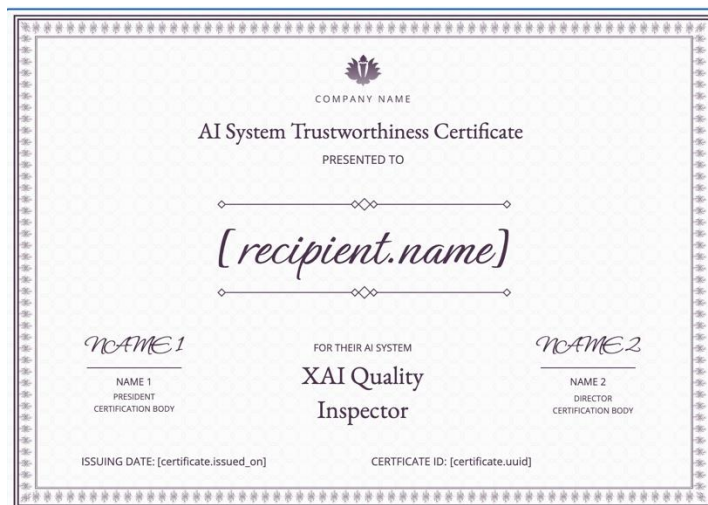 COMPANY NAME
AI System Trustworthiness Certificate
PRESENTED TO
[recipient.name]
NAME 1
NAME 1
PRESIDENT
CERTIFICATION BODY
FOR THEIR AI SYSTEM
XAI Quality
Inspector
NAME 2
NAME 2
DIRECTOR
CERTIFICATION BODY
ISSUING DATE: [certificate.issued_on]
CERTFICATE ID: [certificate.uuid]